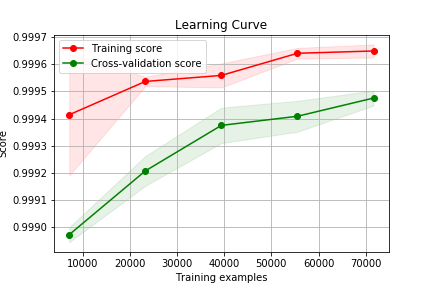 Learning Curve
0.9997
0.9996
0.9995
0.9994
0.9993
0.9992
0.9991
0.9990
Score
Training score
Cross-validation score
10000 20000 30000 40000 50000 60000 70000
Training examples